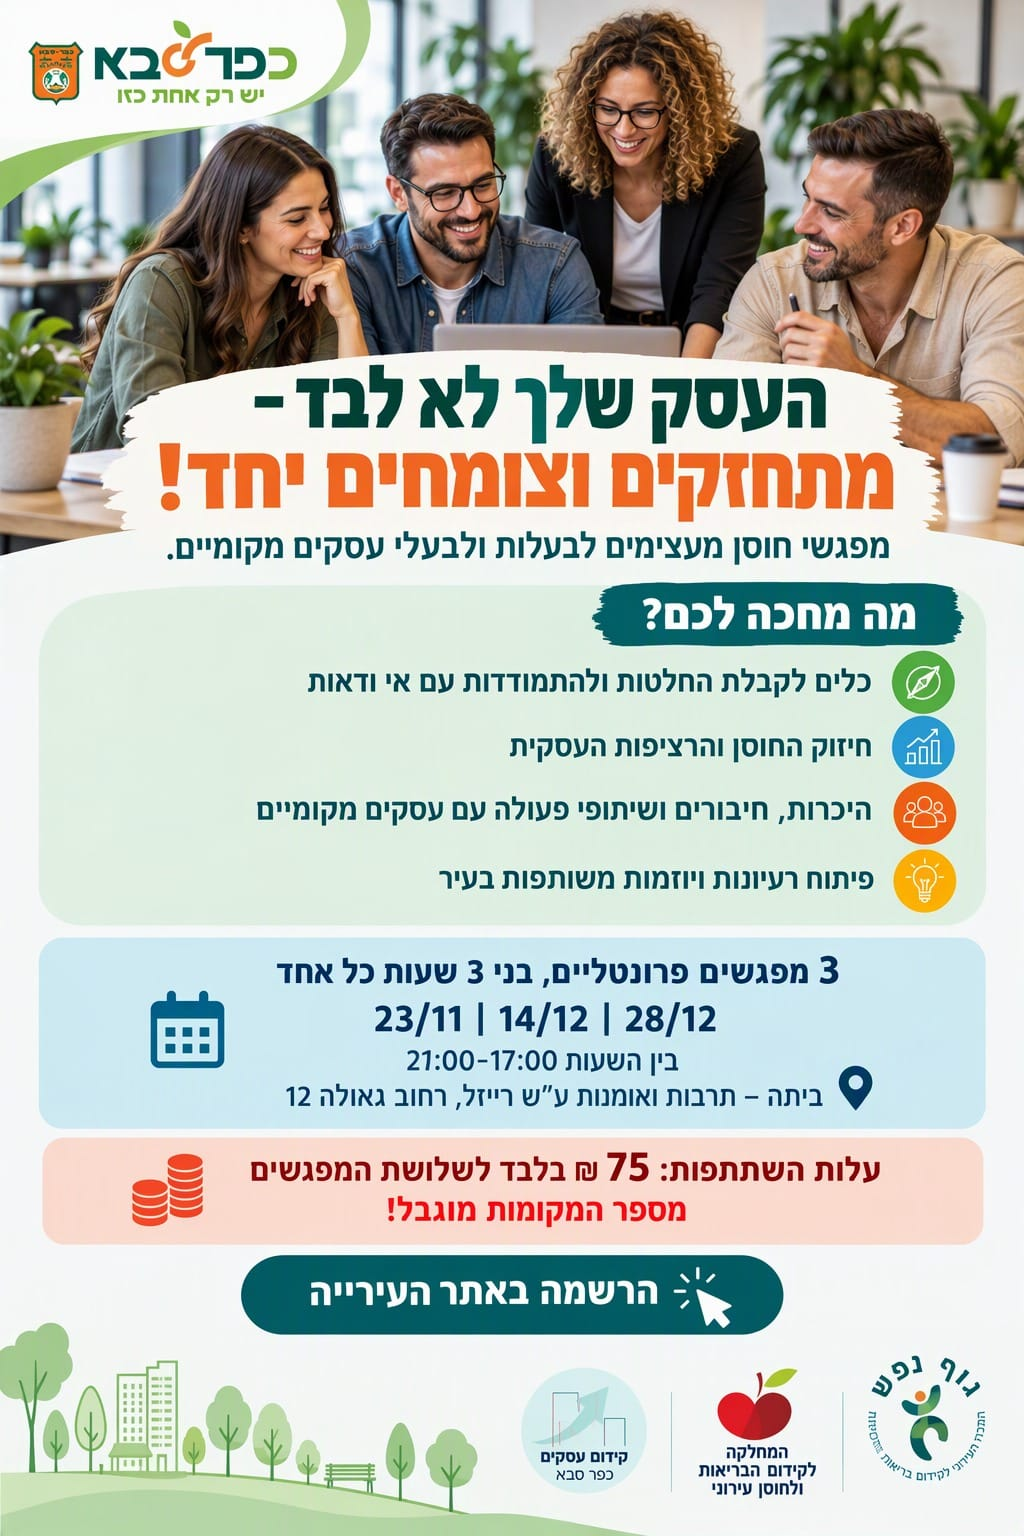 כפר סבא
כפר סבא
יש רק אחת כזו
העסק שלך לא לבד –
מתחזקים וצומחים יחד!
מפגשי חוסן מעצימים לבעלות ולבעלי עסקים מקומיים.
מה מחכה לכם?
כלים לקבלת החלטות ולהתמודדות עם אי ודאות
חיזוק החוסן והרציפות העסקית
היכרות, חיבורים ושיתופי פעולה עם עסקים מקומיים
פיתוח רעיונות ויוזמות משותפות בעיר
3 מפגשים פרונטליים, בני 3 שעות כל אחד
23/11 | 14/12 | 28/12
בין השעות 21:00-17:00
ביתה – תרבות ואומנות ע״ש רייזל, רחוב גאולה 12
עלות השתתפות: 75 ₪ בלבד לשלושת המפגשים
מספר המקומות מוגבל!
הרשמה באתר העירייה
גוף נפש
המחלקה
לקידום הבריאות
ולחוסן עירוני
קידום עסקים
כפר סבא